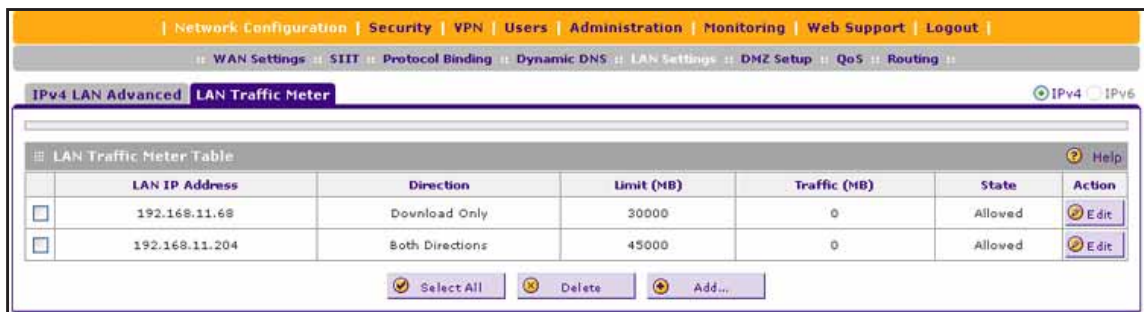 | Network Configuration | Security | VPN | Users | Administration | Monitoring | Web Support | Logout |
:: WAN Settings :: SIIT :: Protocol Binding :: Dynamic DNS :: LAN Settings :: DMZ Setup :: QoS :: Routing ::
IPv4 LAN Advanced LAN Traffic Meter IPv4 IPv6
LAN Traffic Meter Table Help
LAN IP Address Direction Limit (MB) Traffic (MB) State Action
192.168.11.68 Download Only 30000 0 Allowed Edit
192.168.11.204 Both Directions 45000 0 Allowed Edit
Select All Delete Add...